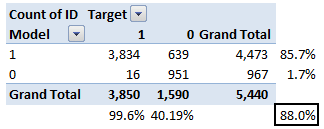 Count of ID Target
Model 1 0 Grand Total
1 3,834 639 4,473 85.7%
0 16 951 967 1.7%
Grand Total 3,850 1,590 5,440
99.6% 40.19% 88.0%